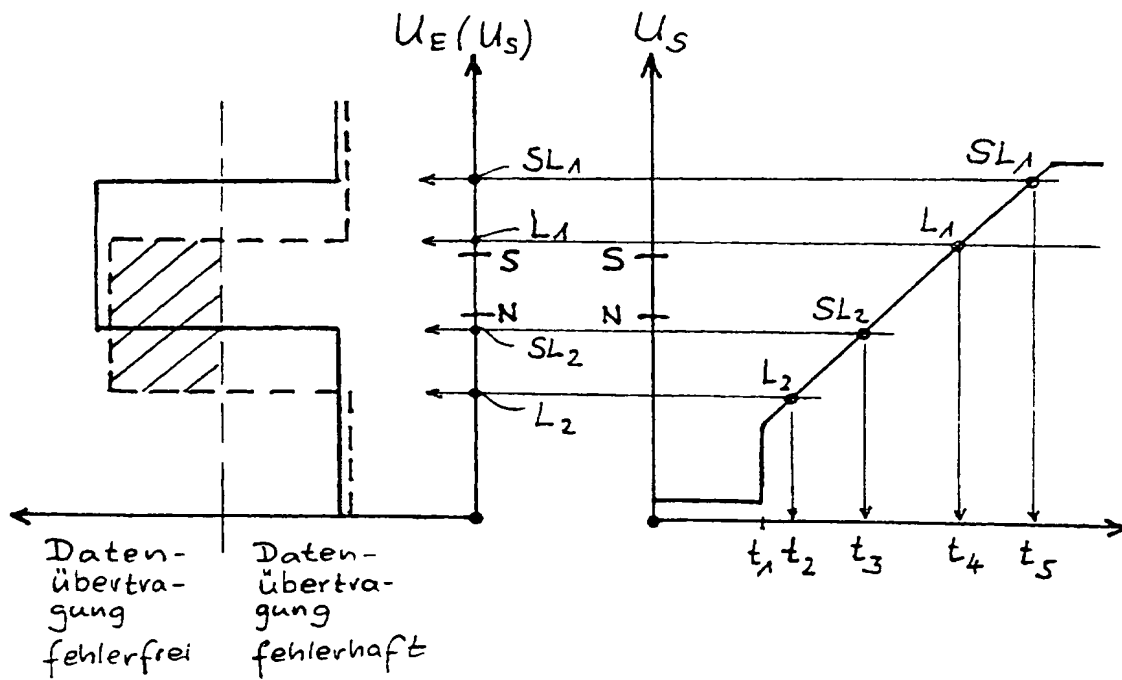 U_E (U_S)
U_S
SL_1
SL_1
L_1
L_1
S
S
N
N
SL_2
SL_2
L_2
L_2
t_1 t_2 t_3 t_4 t_5
Daten-
übertra-
gung
fehlerfrei
Daten-
übertra-
gung
fehlerhaft